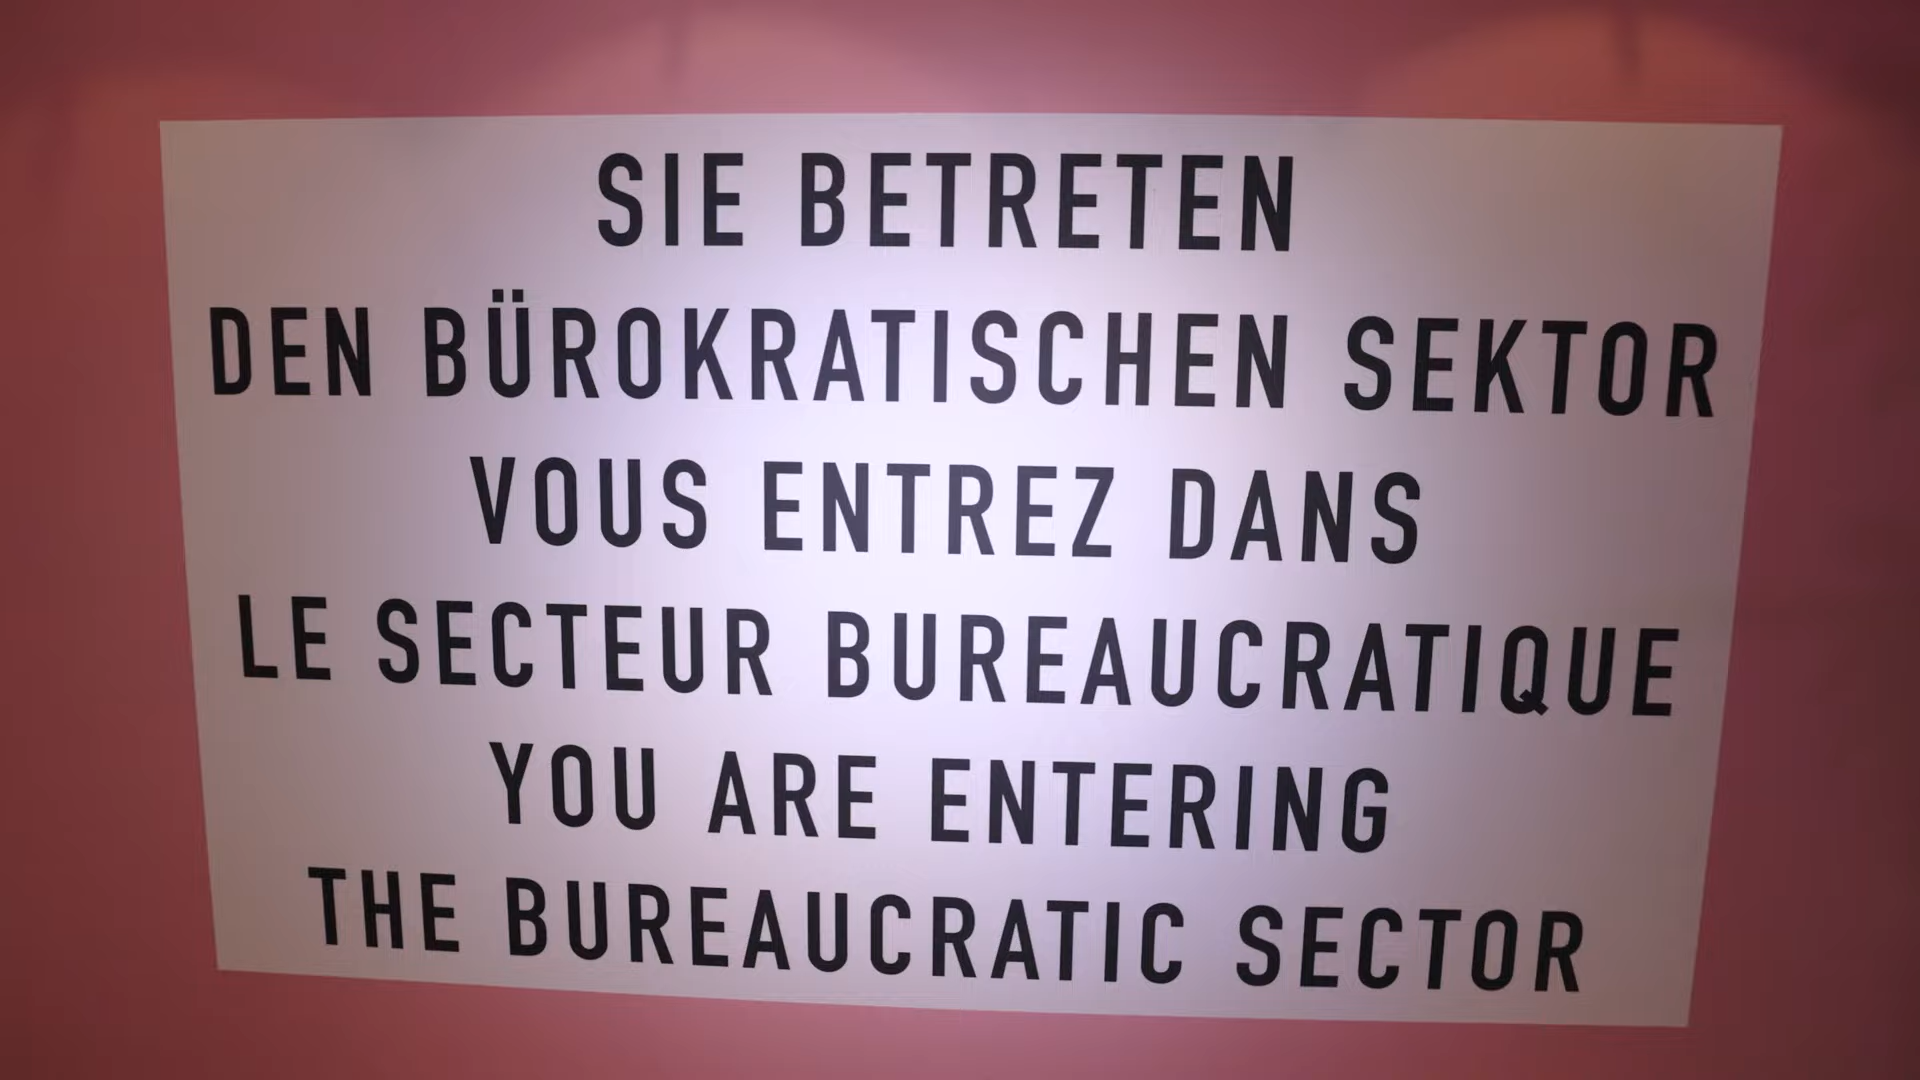 SIE BETRETEN
DEN BÜROKRATISCHEN SEKTOR
VOUS ENTREZ DANS
LE SECTEUR BUREAUCRATIQUE
YOU ARE ENTERING
THE BUREAUCRATIC SECTOR